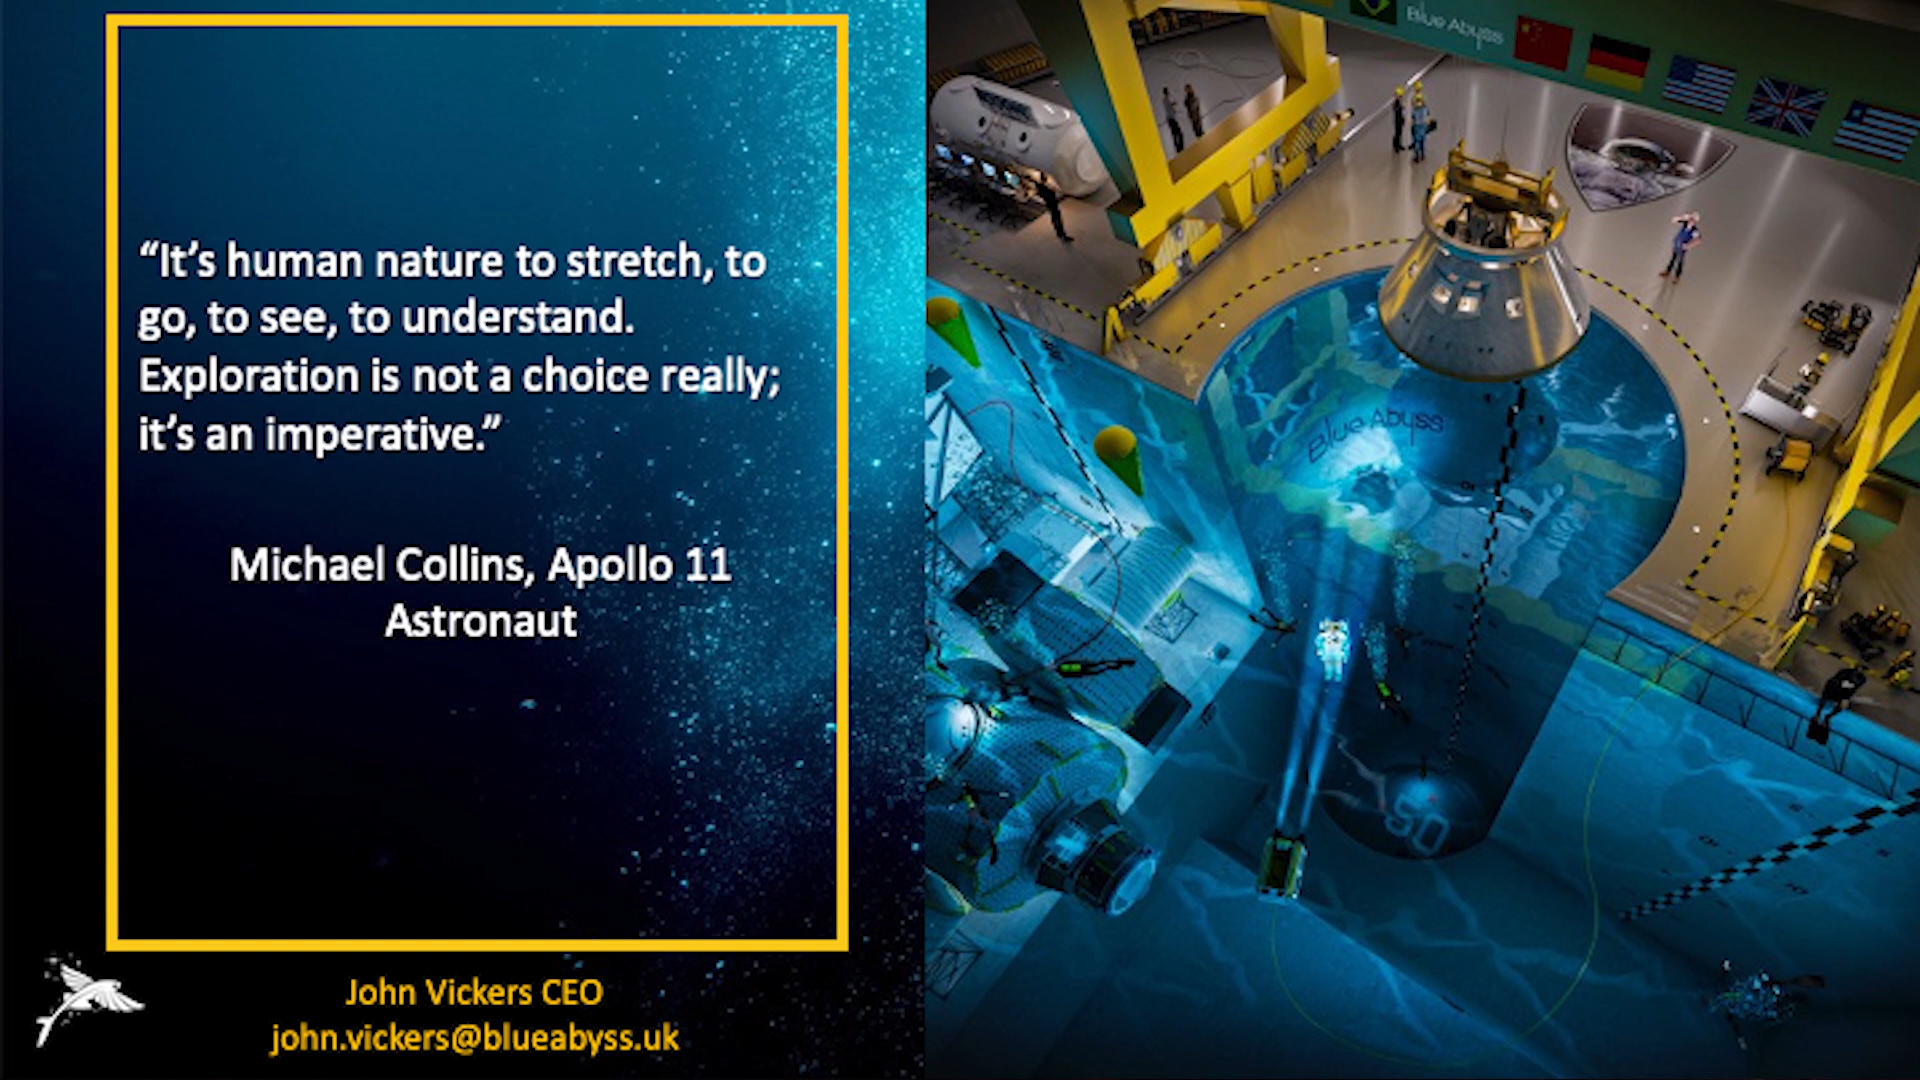 “It’s human nature to stretch, to
go, to see, to understand.
Exploration is not a choice really;
it’s an imperative.”
Michael Collins, Apollo 11
Astronaut
John Vickers CEO
john.vickers@blueabyss.uk
Blue Abyss
Blue Abyss
50